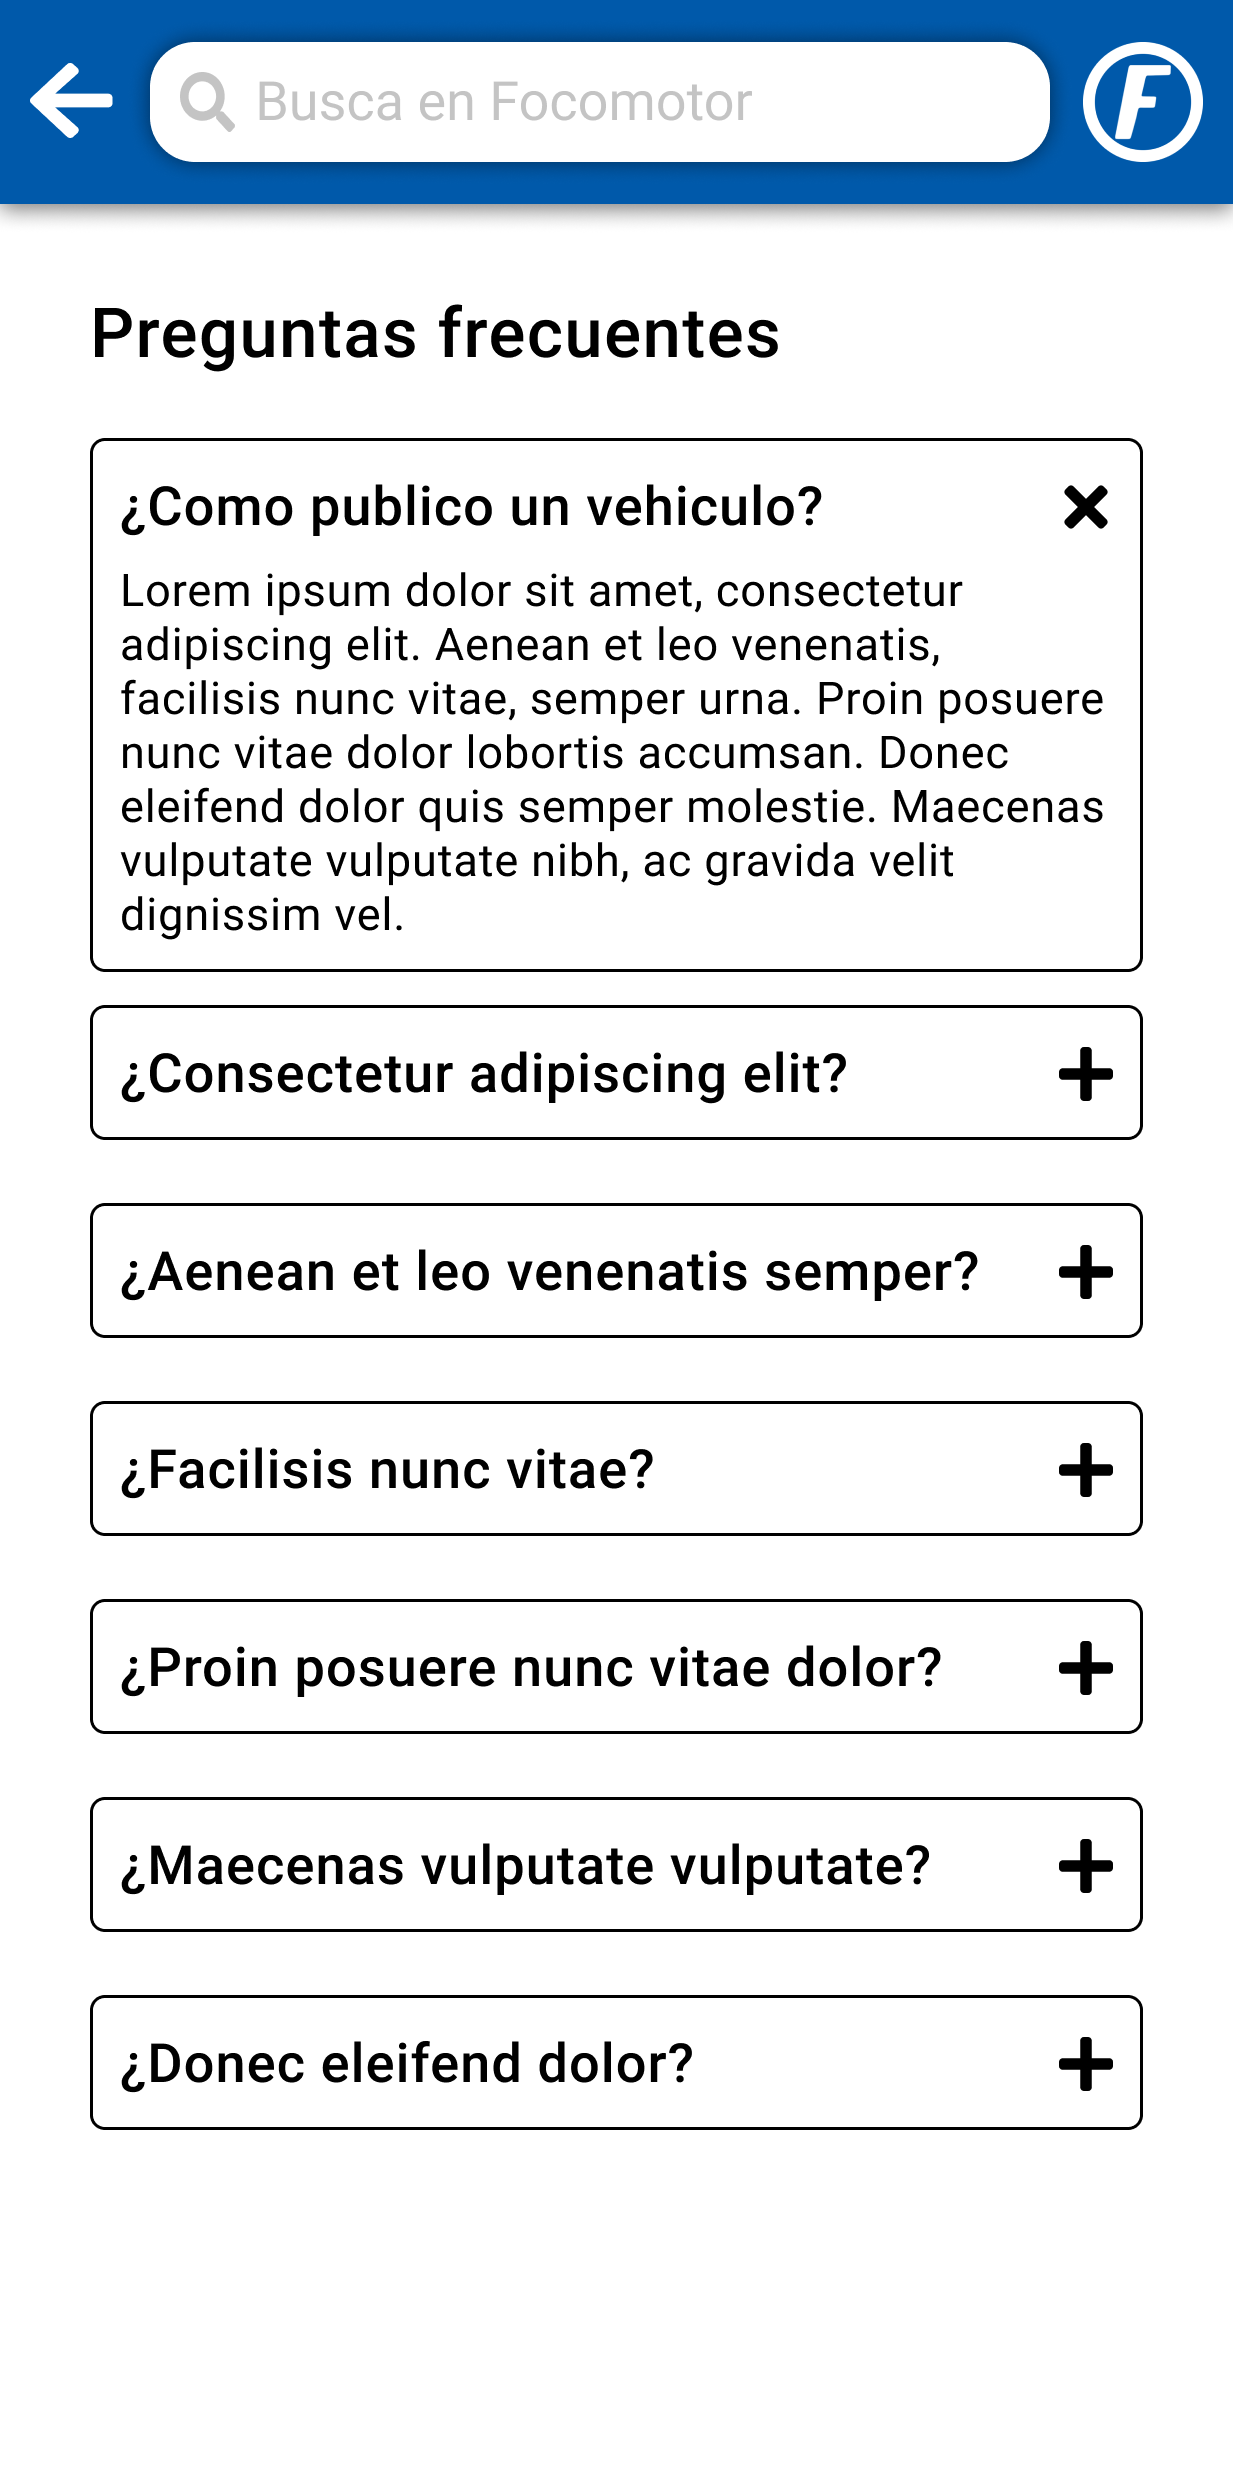 Busca en Focomotor
F
Preguntas frecuentes
¿Como publico un vehiculo?
Lorem ipsum dolor sit amet, consectetur
adipiscing elit. Aenean et leo venenatis,
facilisis nunc vitae, semper urna. Proin posuere
nunc vitae dolor lobortis accumsan. Donec
eleifend dolor quis semper molestie. Maecenas
vulputate vulputate nibh, ac gravida velit
dignissim vel.
¿Consectetur adipiscing elit?
¿Aenean et leo venenatis semper?
¿Facilisis nunc vitae?
¿Proin posuere nunc vitae dolor?
¿Maecenas vulputate vulputate?
¿Donec eleifend dolor?